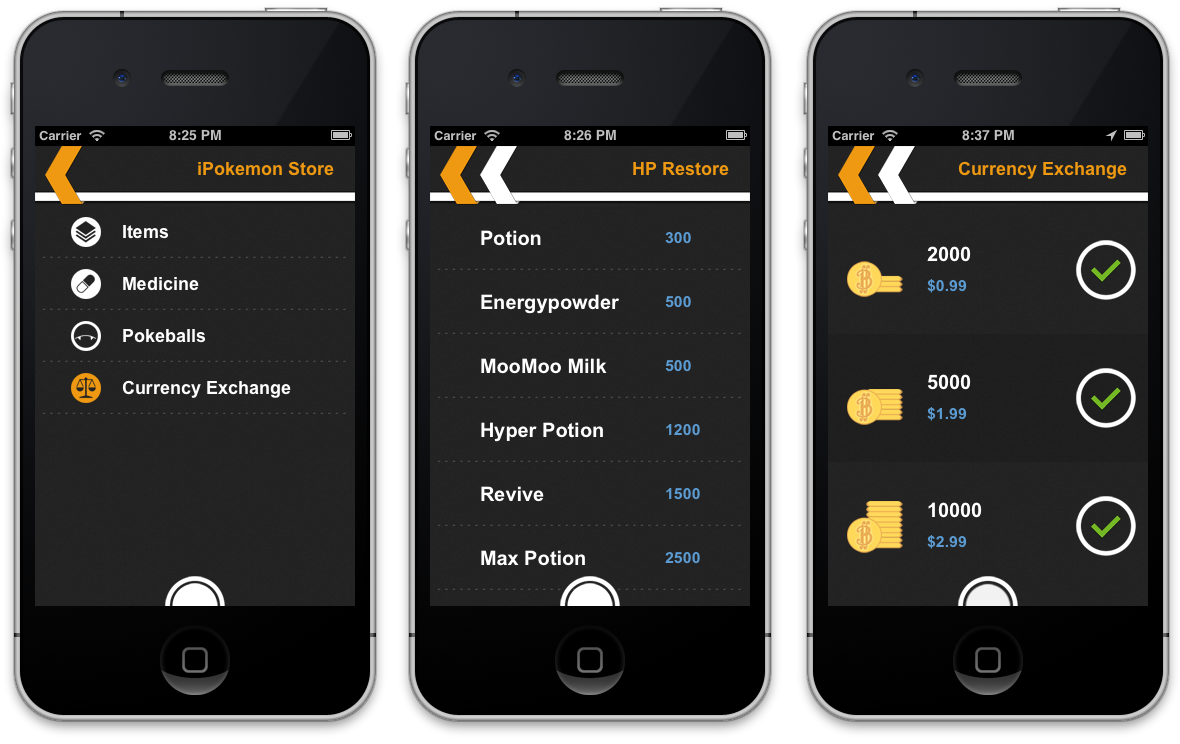 Carrier 8:25 PM
iPokemon Store
Items
Medicine
Pokeballs
Currency Exchange
Carrier 8:26 PM
HP Restore
Potion 300
Energypowder 500
MooMoo Milk 500
Hyper Potion 1200
Revive 1500
Max Potion 2500
Carrier 8:37 PM
Currency Exchange
2000
$0.99
5000
$1.99
10000
$2.99